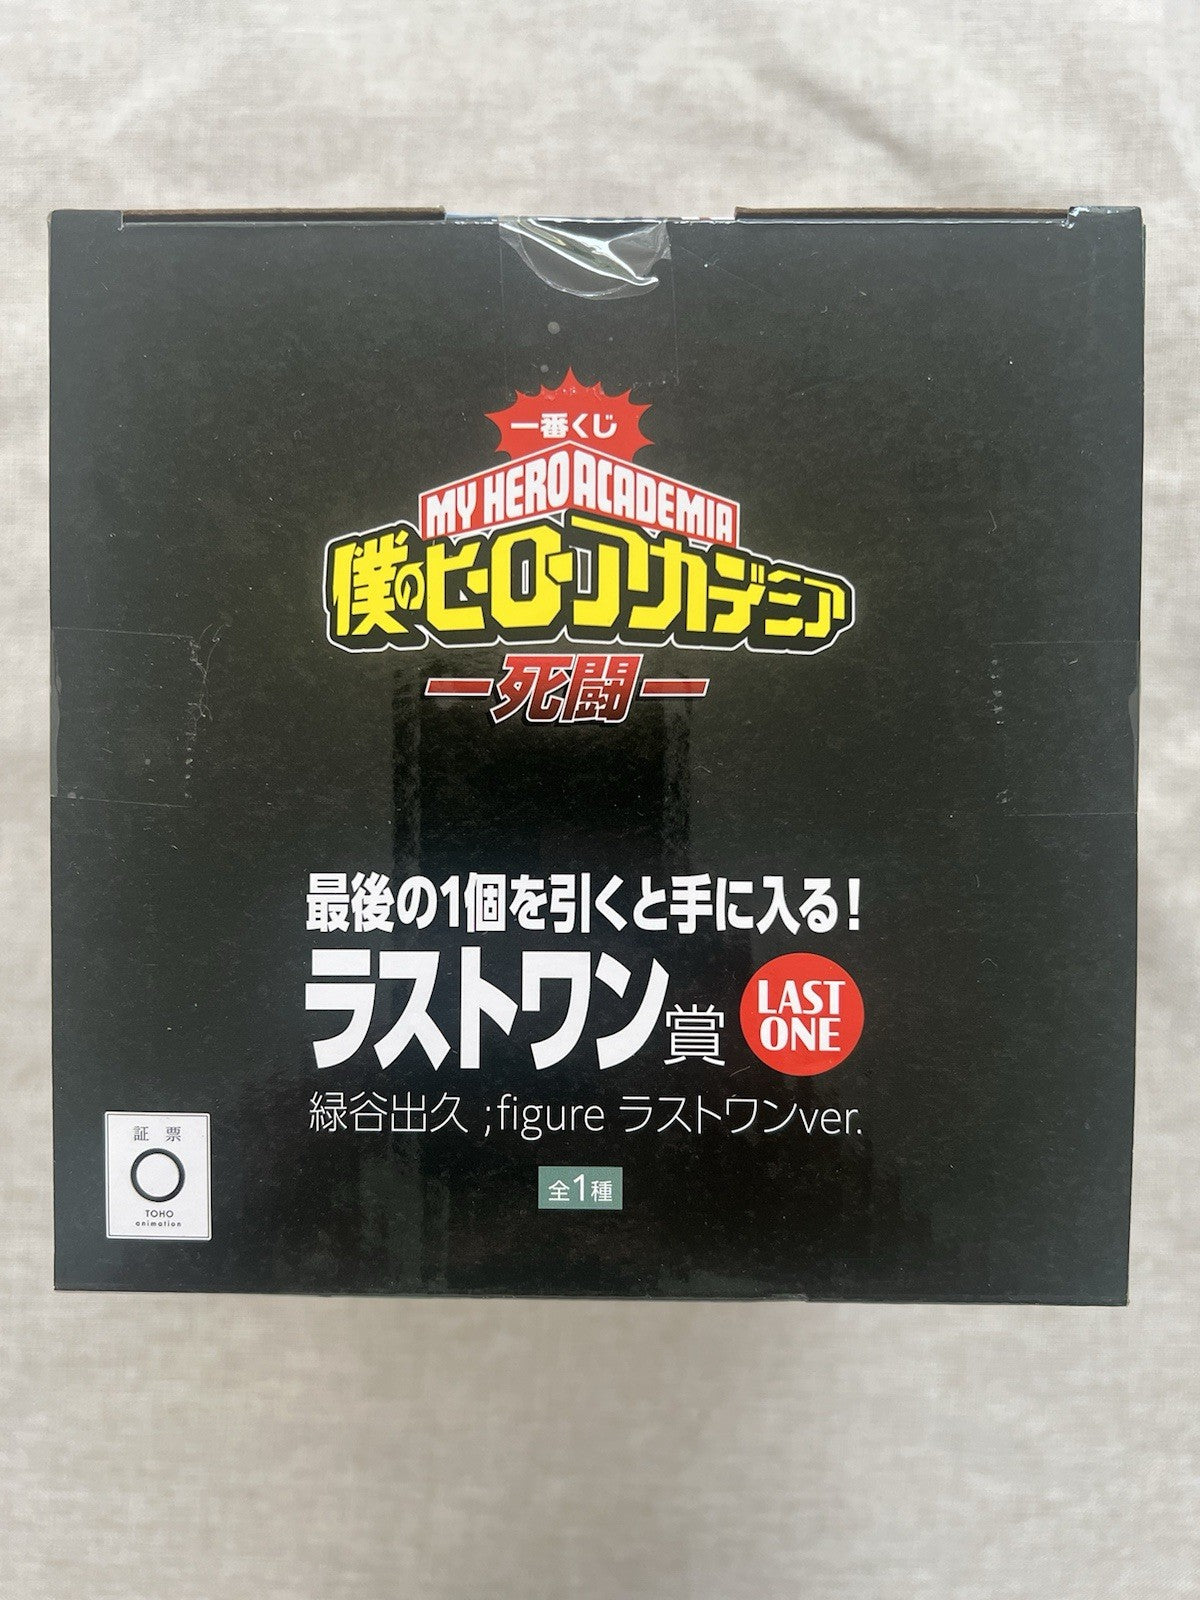 一番くじ
MY HERO ACADEMIA
僕のヒーローアカデミア
ー死闘ー
最後の1個を引くと手に入る!
ラストワン賞
LAST
ONE
緑谷出久 ;figure ラストワンver.
全1種
証 票
TOHO
animation